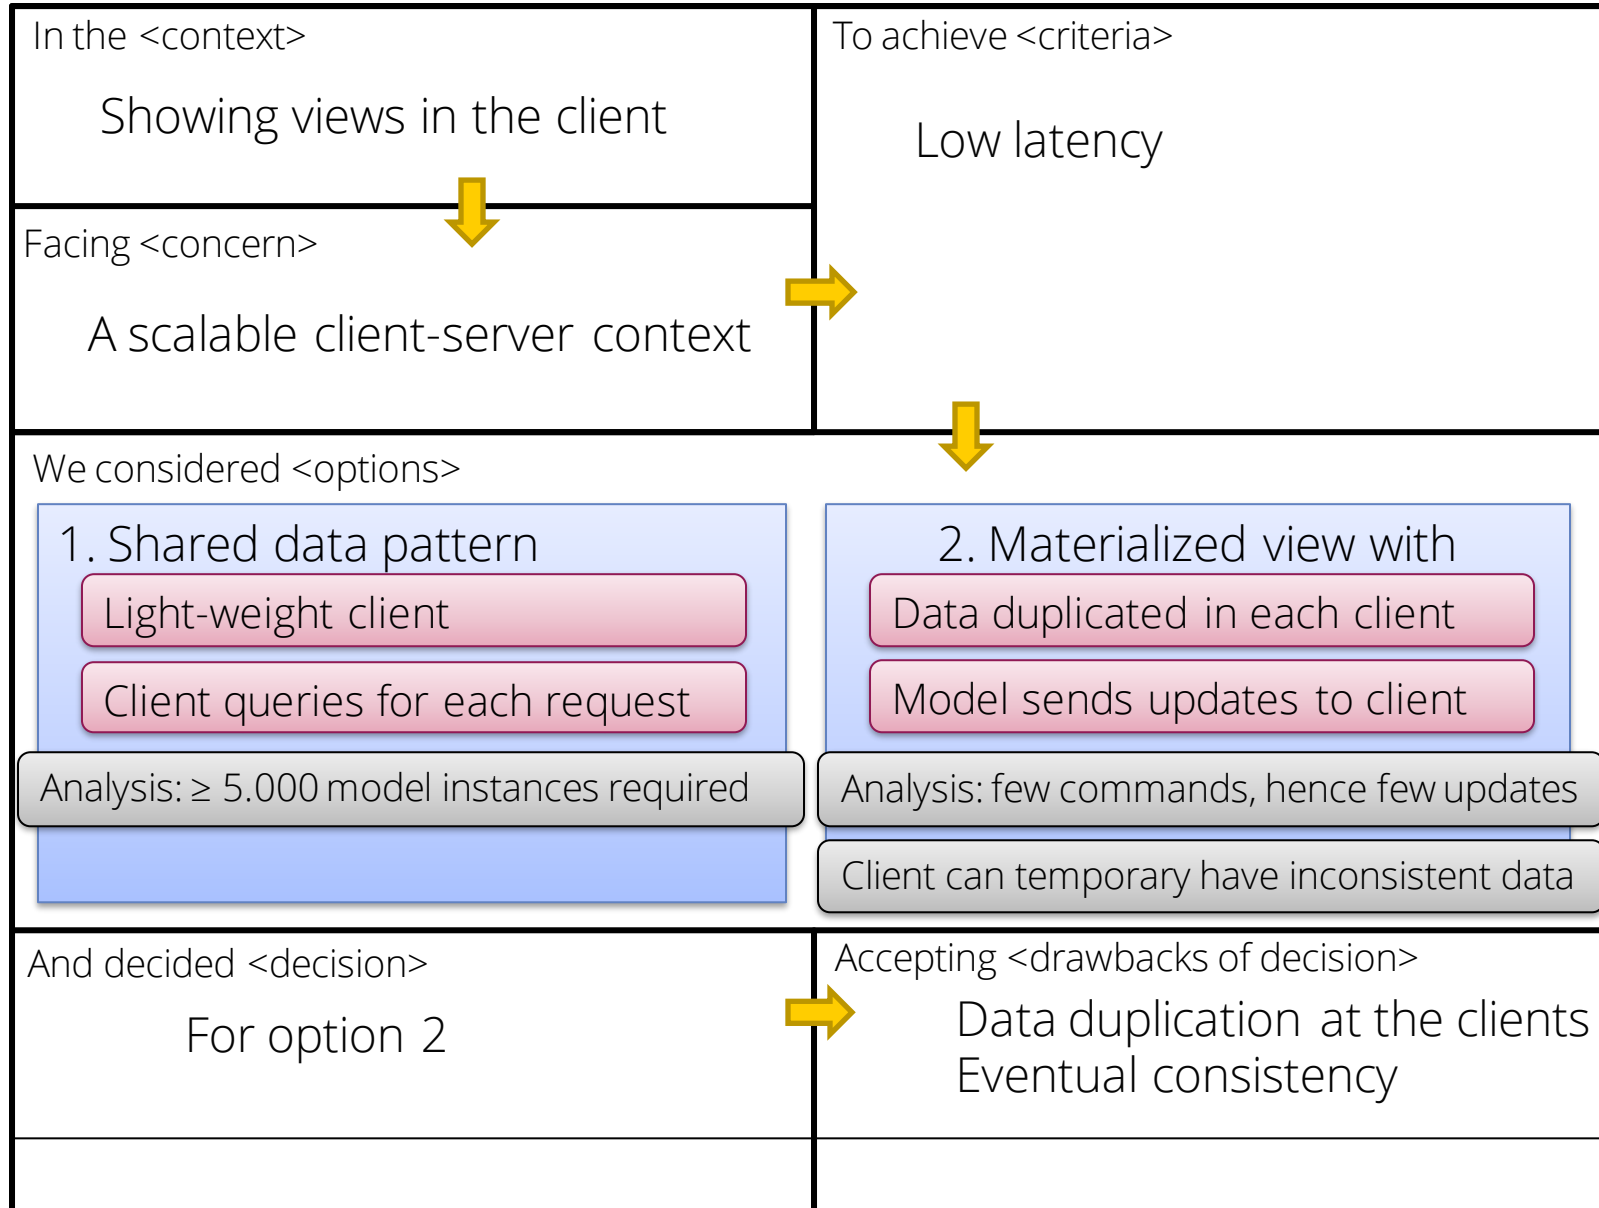 In the <context>
Showing views in the client
To achieve <criteria>
Low latency
Facing <concern>
A scalable client-server context
We considered <options>
1. Shared data pattern
Light-weight client
Client queries for each request
Analysis: ≥ 5.000 model instances required
2. Materialized view with
Data duplicated in each client
Model sends updates to client
Analysis: few commands, hence few updates
Client can temporary have inconsistent data
And decided <decision>
For option 2
Accepting <drawbacks of decision>
Data duplication at the clients
Eventual consistency